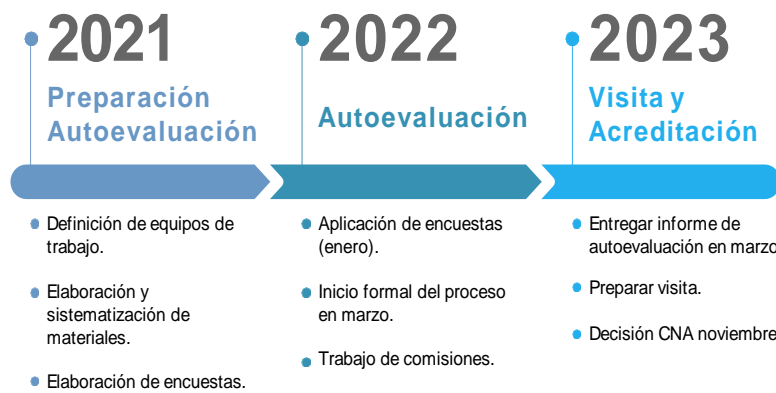 2021
Preparación
Autoevaluación
Definición de equipos de
trabajo.
Elaboración y
sistematización de
materiales.
Elaboración de encuestas.
2022
Autoevaluación
Aplicación de encuestas
(enero).
Inicio formal del proceso
en marzo.
Trabajo de comisiones.
2023
Visita y
Acreditación
Entregar informe de
autoevaluación en marzo
Preparar visita.
Decisión CNA noviembre